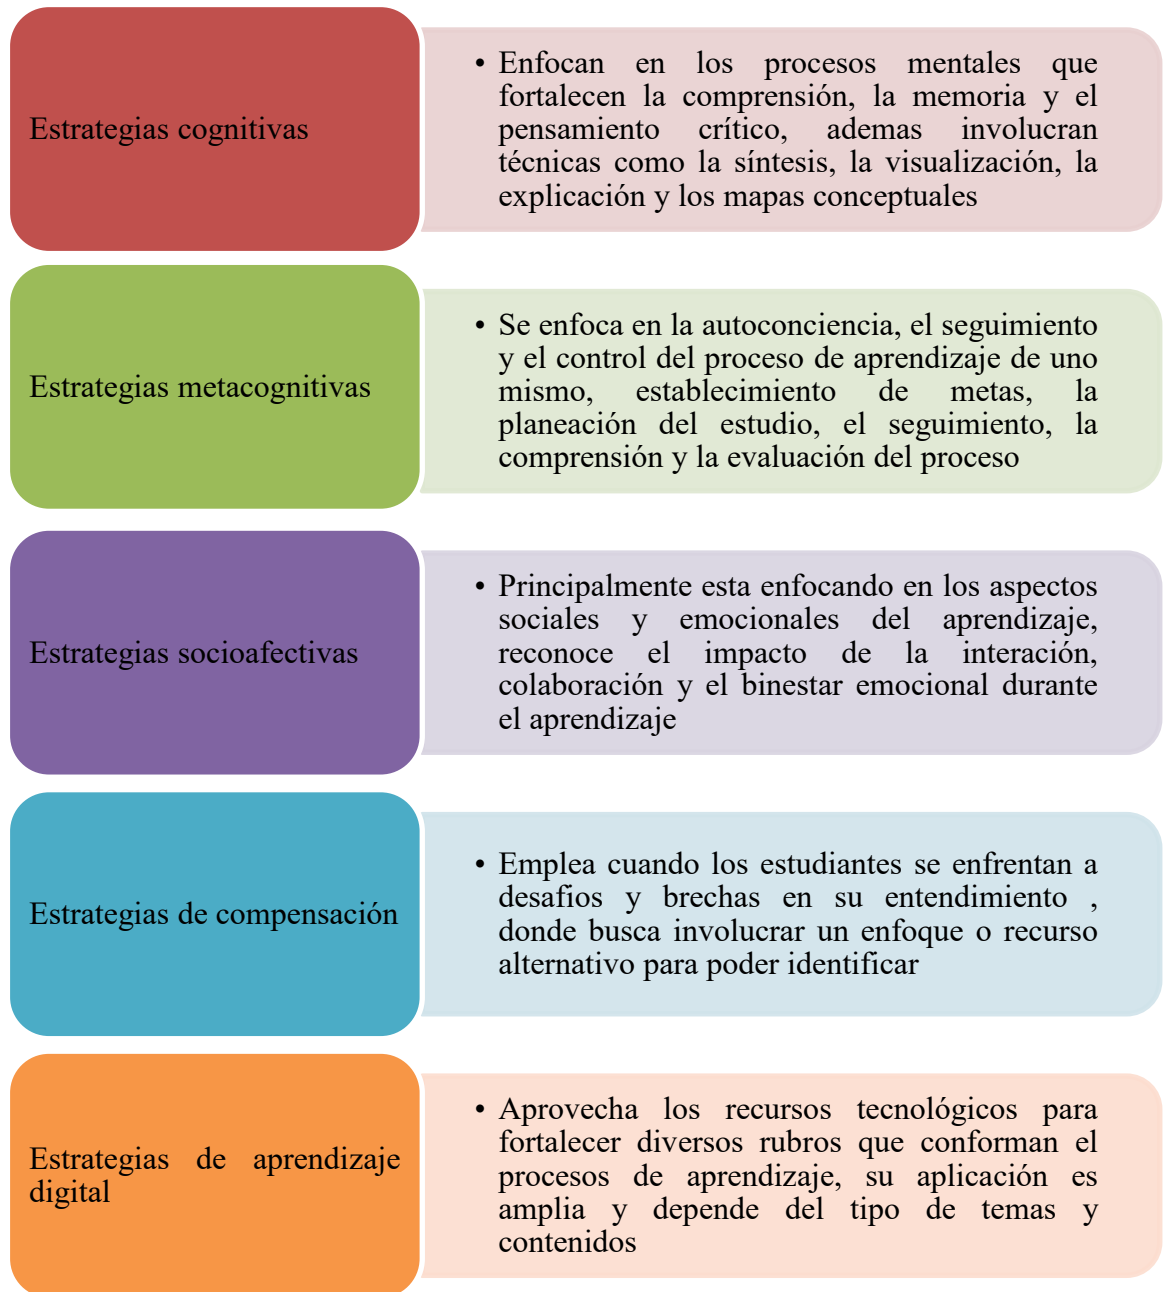 Estrategias cognitivas
• Enfocan en los procesos mentales que
fortalecen la comprensión, la memoria y el
pensamiento crítico, ademas involucran
técnicas como la síntesis, la visualización, la
explicación y los mapas conceptuales
Estrategias metacognitivas
• Se enfoca en la autoconciencia, el seguimiento
y el control del proceso de aprendizaje de uno
mismo, establecimiento de metas, la
planeación del estudio, el seguimiento, la
comprensión y la evaluación del proceso
Estrategias socioafectivas
• Principalmente esta enfocando en los aspectos
sociales y emocionales del aprendizaje,
reconoce el impacto de la interación,
colaboración y el binestar emocional durante
el aprendizaje
Estrategias de compensación
• Emplea cuando los estudiantes se enfrentan a
desafios y brechas en su entendimiento ,
donde busca involucrar un enfoque o recurso
alternativo para poder identificar
Estrategias de aprendizaje
digital
• Aprovecha los recursos tecnológicos para
fortalecer diversos rubros que conforman el
procesos de aprendizaje, su aplicación es
amplia y depende del tipo de temas y
contenidos